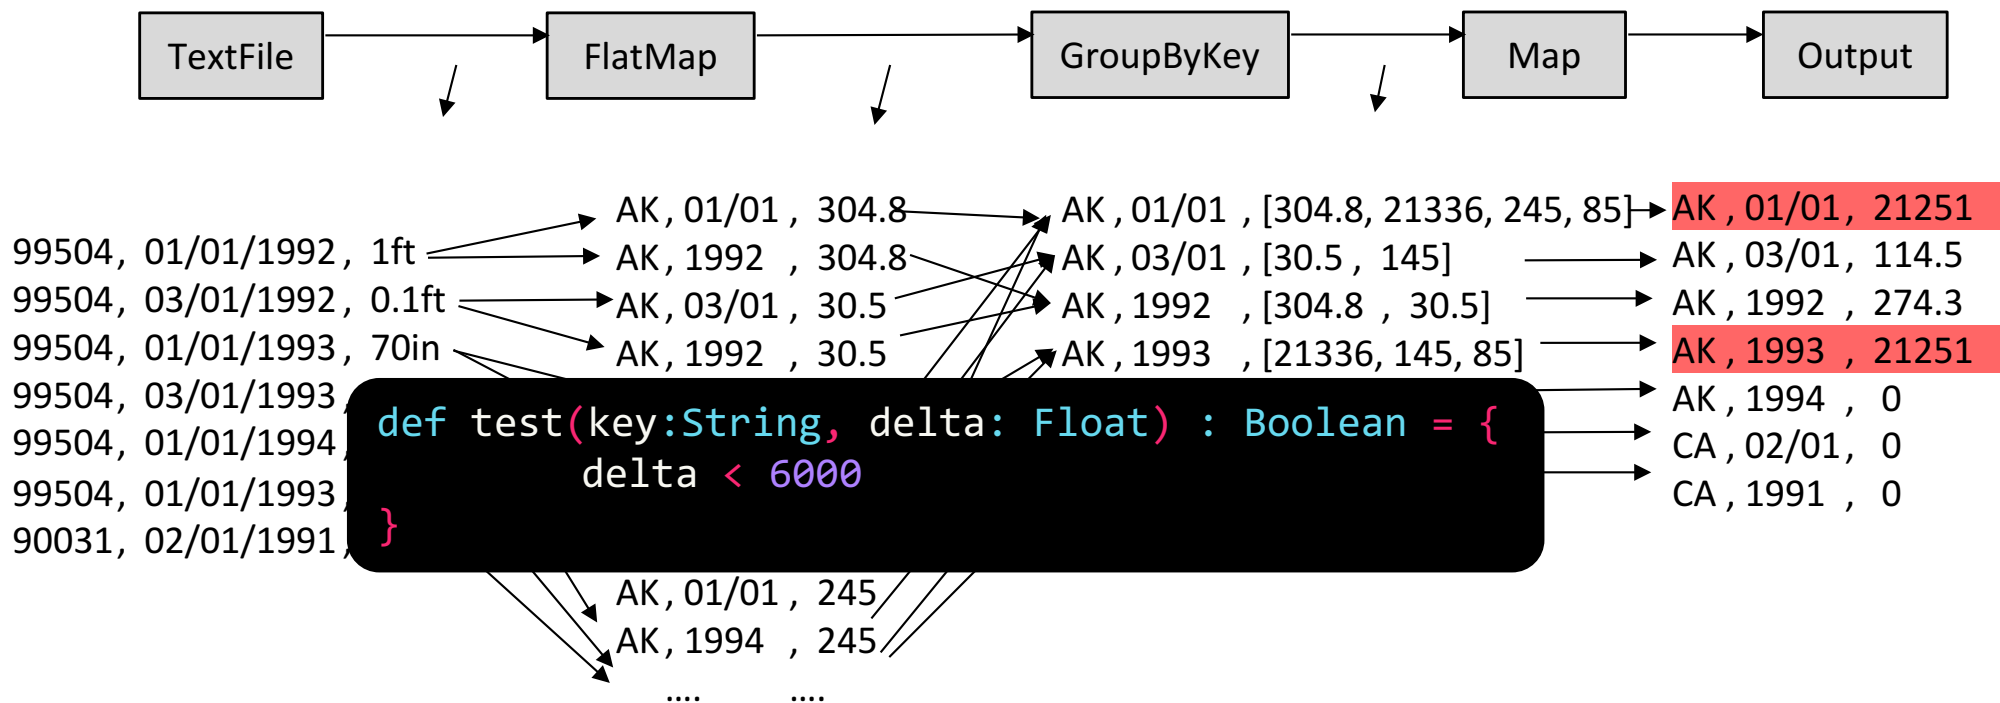 TextFile FlatMap GroupByKey Map Output
99504, 01/01/1992, 1ft
99504, 03/01/1992, 0.1ft
99504, 01/01/1993, 70in
99504, 03/01/1993,
99504, 01/01/1994,
99504, 01/01/1993,
90031, 02/01/1991,
AK, 01/01 , 304.8
AK, 1992 , 304.8
AK, 03/01 , 30.5
AK, 1992 , 30.5
AK, 01/01 , 245
AK, 1994 , 245
.... ....
AK, 01/01 , [304.8, 21336, 245, 85]
AK, 03/01 , [30.5 , 145]
AK, 1992 , [304.8 , 30.5]
AK, 1993 , [21336, 145, 85]
AK , 01/01, 21251
AK , 03/01, 114.5
AK, 1992 , 274.3
AK, 1993 , 21251
AK, 1994 , 0
CA , 02/01, 0
CA , 1991 , 0
def test(key:String, delta: Float) : Boolean = {
delta < 6000
}